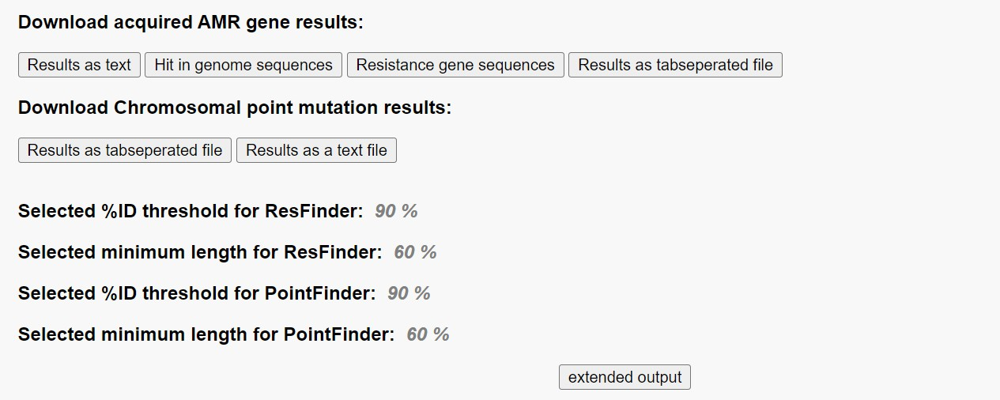 Download acquired AMR gene results:
Results as text Hit in genome sequences Resistance gene sequences Results as tabseperated file
Download Chromosomal point mutation results:
Results as tabseperated file Results as a text file
Selected %ID threshold for ResFinder: 90 %
Selected minimum length for ResFinder: 60 %
Selected %ID threshold for PointFinder: 90 %
Selected minimum length for PointFinder: 60 %
extended output